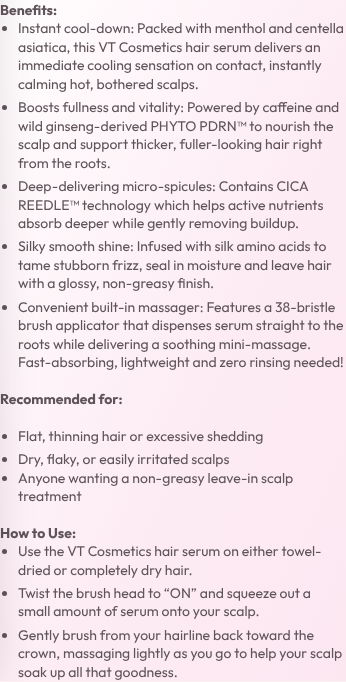 Benefits:
• Instant cool-down: Packed with menthol and centella
asiatica, this VT Cosmetics hair serum delivers an
immediate cooling sensation on contact, instantly
calming hot, bothered scalps.
• Boosts fullness and vitality: Powered by caffeine and
wild ginseng-derived PHYTO PDRN™ to nourish the
scalp and support thicker, fuller-looking hair right
from the roots.
• Deep-delivering micro-spicules: Contains CICA
REEDLE™ technology which helps active nutrients
absorb deeper while gently removing buildup.
• Silky smooth shine: Infused with silk amino acids to
tame stubborn frizz, seal in moisture and leave hair
with a glossy, non-greasy finish.
• Convenient built-in massager: Features a 38-bristle
brush applicator that dispenses serum straight to the
roots while delivering a soothing mini-massage.
Fast-absorbing, lightweight and zero rinsing needed!
Recommended for:
• Flat, thinning hair or excessive shedding
• Dry, flaky, or easily irritated scalps
• Anyone wanting a non-greasy leave-in scalp
treatment
How to Use:
• Use the VT Cosmetics hair serum on either towel-
dried or completely dry hair.
• Twist the brush head to “ON” and squeeze out a
small amount of serum onto your scalp.
• Gently brush from your hairline back toward the
crown, massaging lightly as you go to help your scalp
soak up all that goodness.